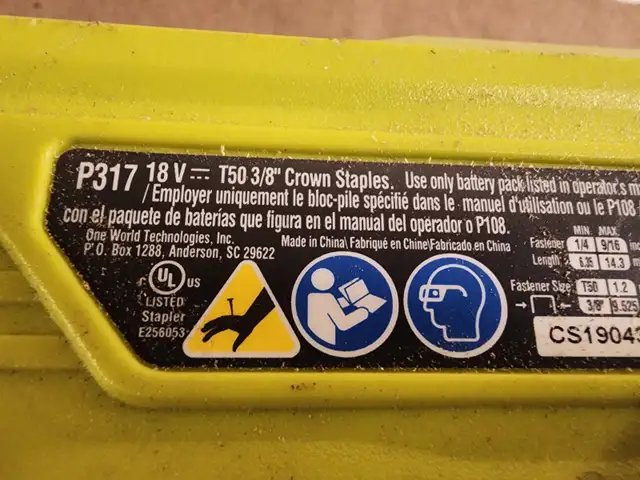 P317 18 V ⎓ T50 3/8" Crown Staples. Use only battery pack listed in operator's
/ Employer uniquement le bloc-pile spécifié dans le manuel d'utilisation ou le P108.
con el paquete de baterías que figura en el manual del operador o P108.
One World Technologies, Inc.
P. O. Box 1288, Anderson, SC 29622
Made in China\Fabriqué en Chine\Fabricado en China
MIN MAX
Fastener 1/4 9/16
Length 6.35 14.3
Fastener Size T50 1.2
3/8" 9.525
C UL US
LISTED
Stapler
E256053
CS1904